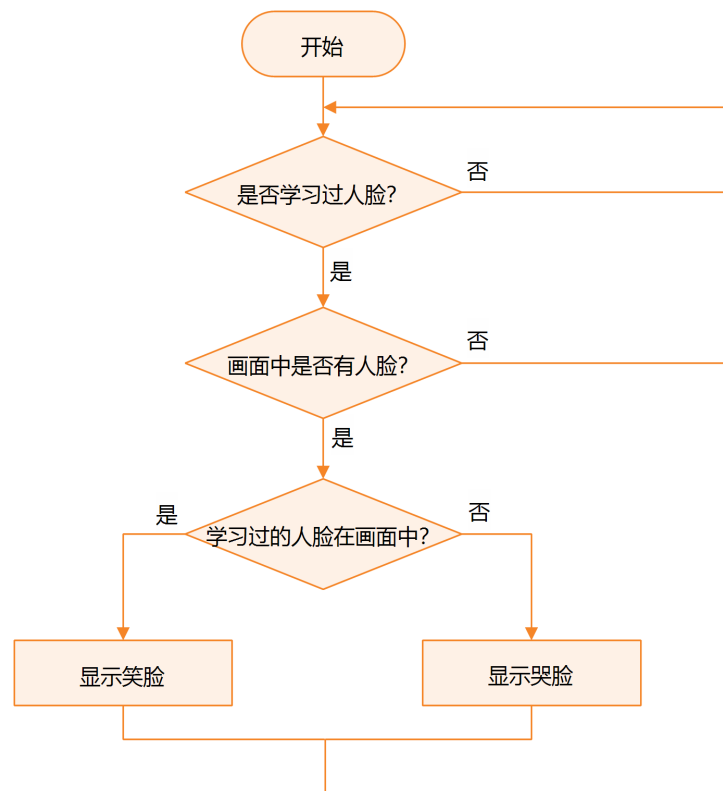 开始
是否学习过人脸?
否
是
画面中是否有人脸?
否
是
学习过的人脸在画面中?
是
否
显示笑脸
显示哭脸